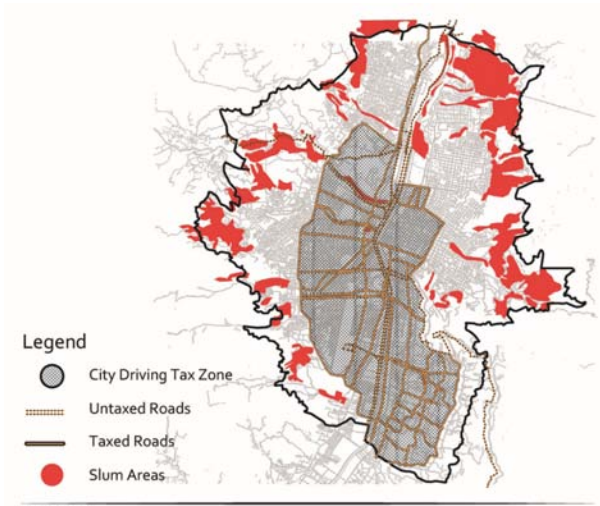 Legend
City Driving Tax Zone
Untaxed Roads
Taxed Roads
Slum Areas